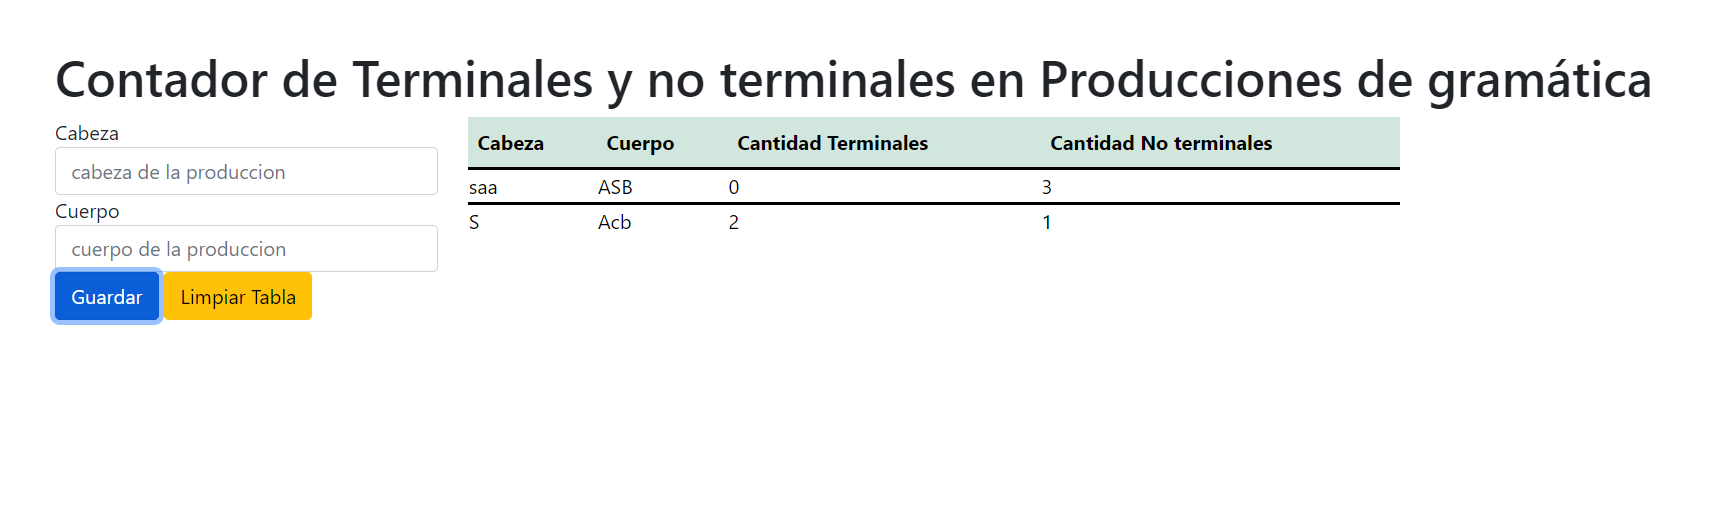 Contador de Terminales y no terminales en Producciones de gramática
Cabeza
cabeza de la produccion
Cuerpo
cuerpo de la produccion
Guardar Limpiar Tabla
Cabeza Cuerpo Cantidad Terminales Cantidad No terminales
saa ASB 0 3
S Acb 2 1